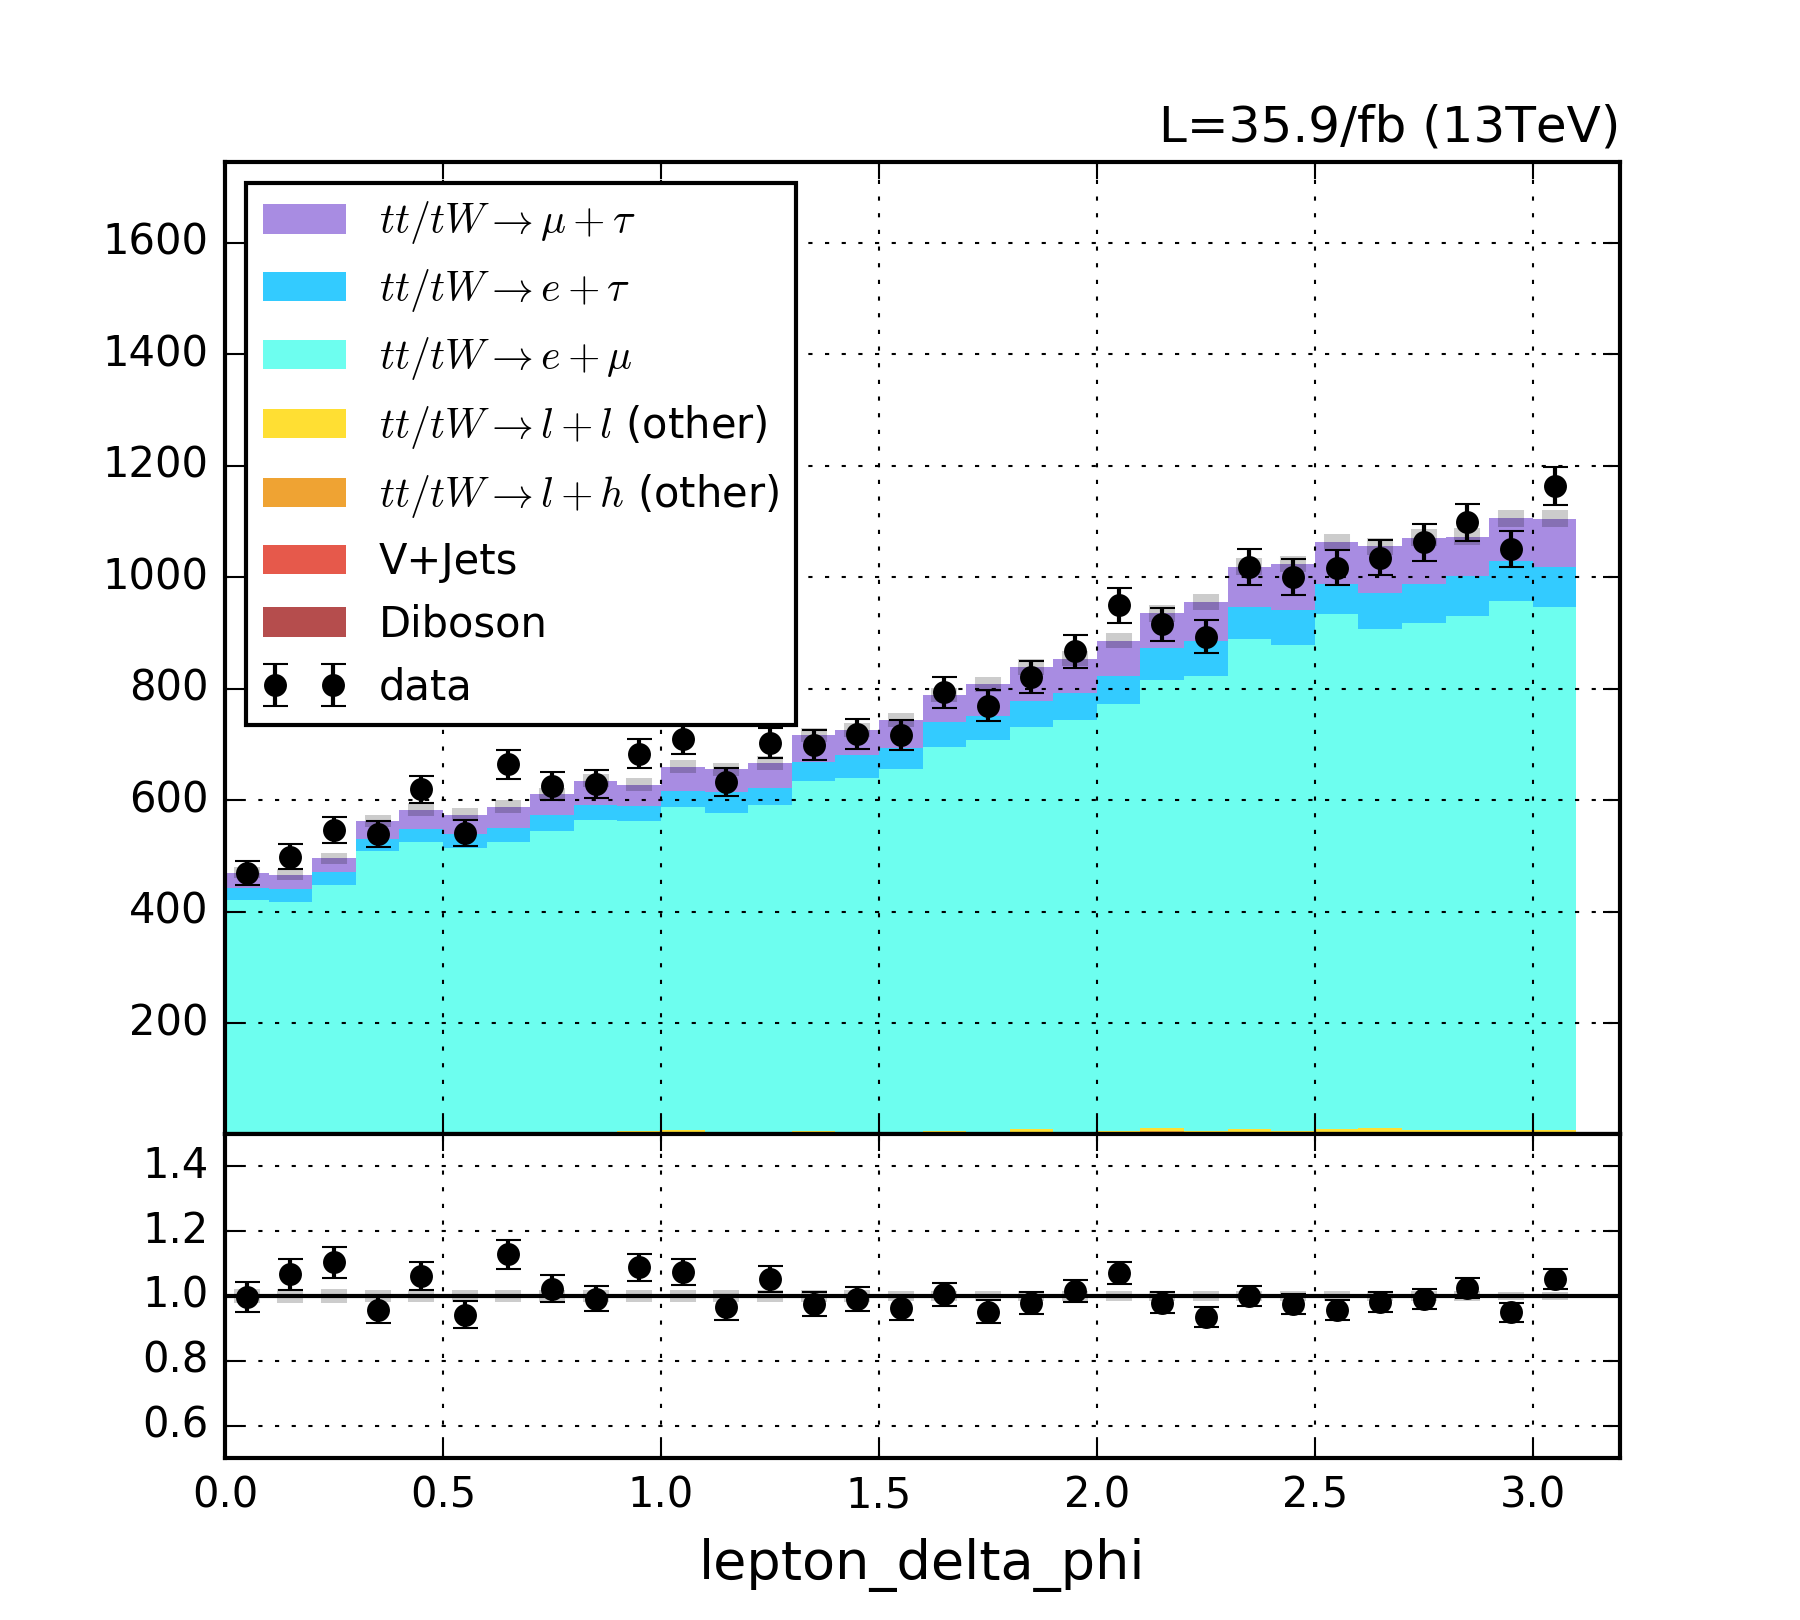 L=35.9/fb (13TeV)
1600
1400
1200
1000
800
600
400
200
tt/tW→μ+τ
tt/tW→e+τ
tt/tW→e+μ
tt/tW→l+l (other)
tt/tW→l+h (other)
V+Jets
Diboson
data
1.4
1.2
1.0
0.8
0.6
0.0 0.5 1.0 1.5 2.0 2.5 3.0
lepton_delta_phi